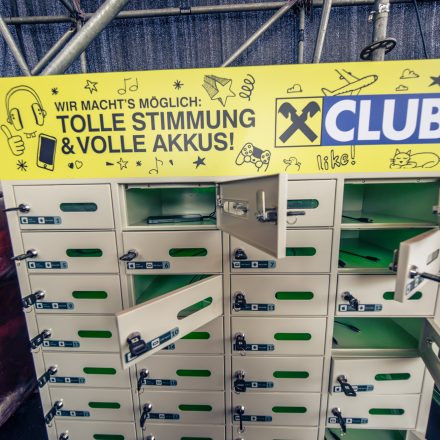 WIR MACHT'S MÖGLICH:
TOLLE STIMMUNG
& VOLLE AKKUS!
CLUB
like!